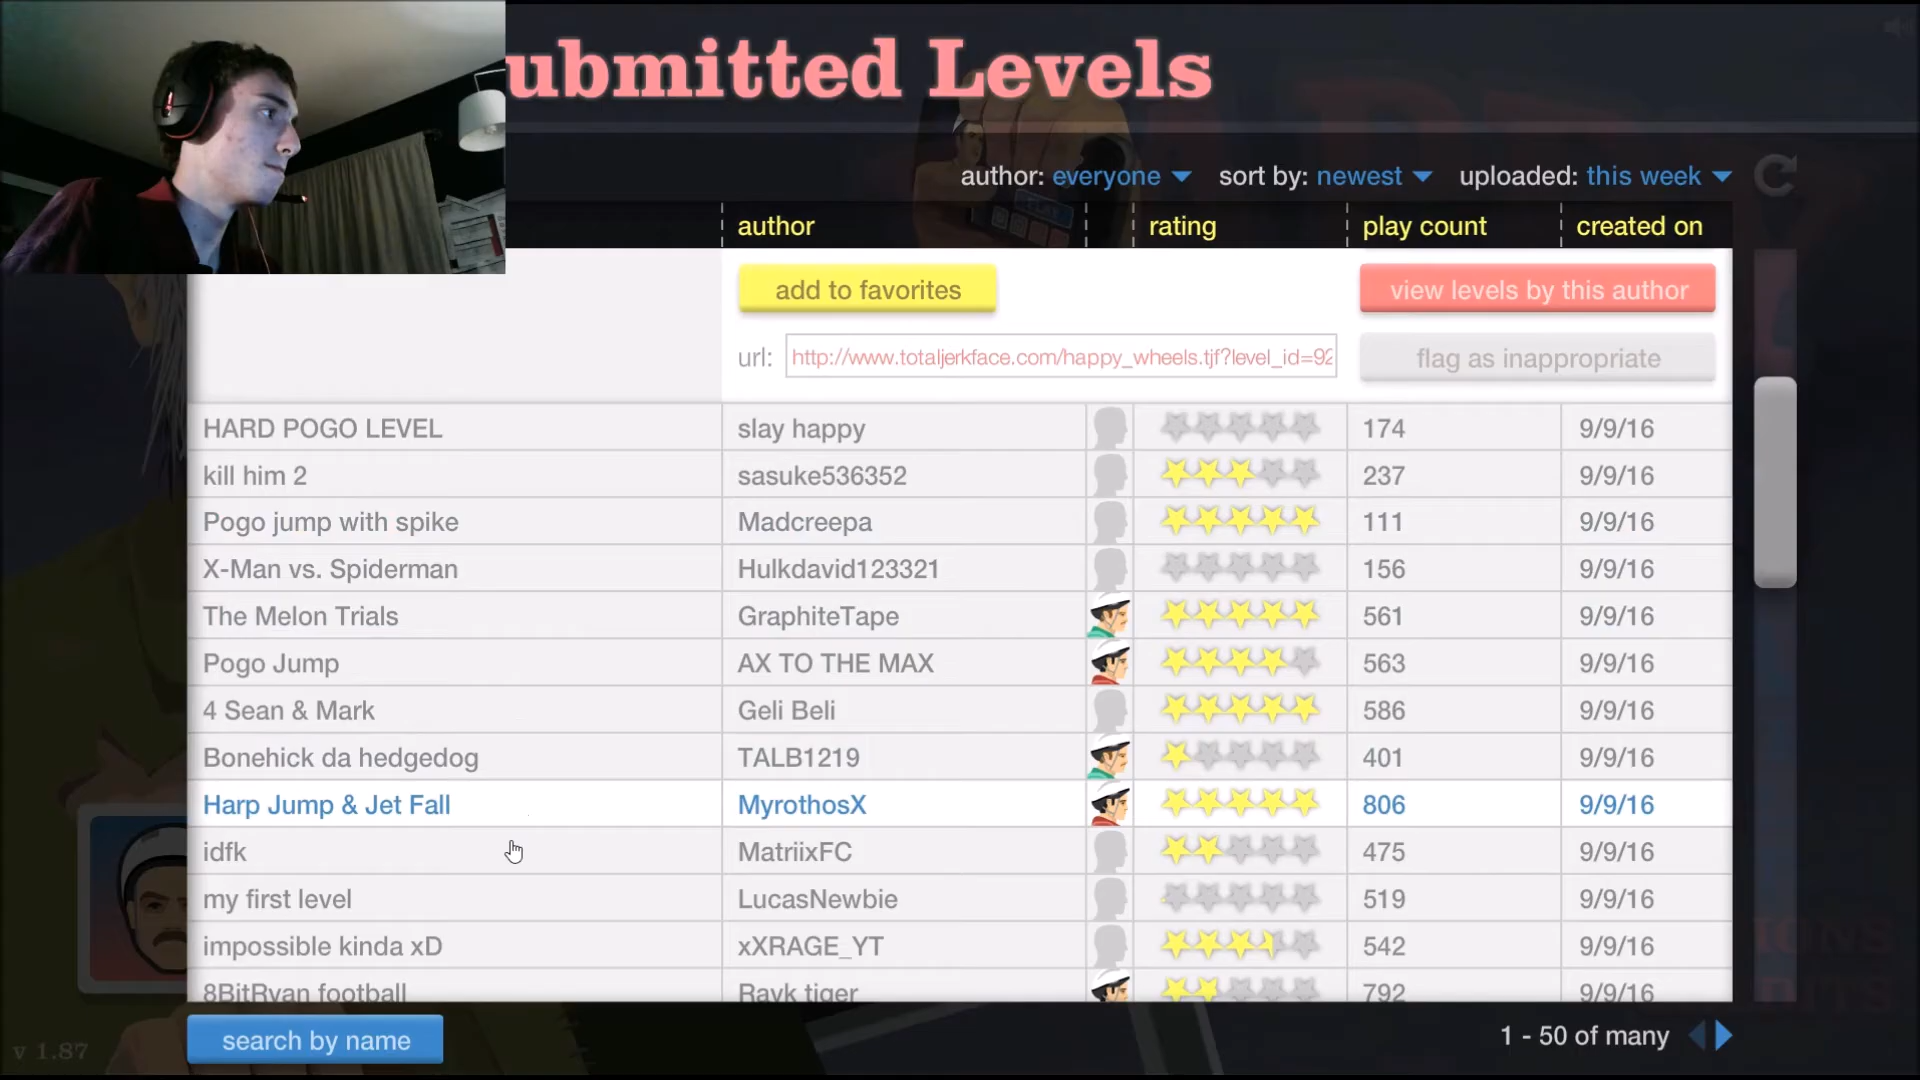 ubmitted Levels
author: everyone sort by: newest uploaded: this week
author rating play count created on
add to favorites view levels by this author
url: http://www.totaljerkface.com/happy_wheels.tjf?level_id=92 flag as inappropriate
HARD POGO LEVEL slay happy 174 9/9/16
kill him 2 sasuke536352 237 9/9/16
Pogo jump with spike Madcreepa 111 9/9/16
X-Man vs. Spiderman Hulkdavid123321 156 9/9/16
The Melon Trials GraphiteTape 561 9/9/16
Pogo Jump AX TO THE MAX 563 9/9/16
4 Sean & Mark Geli Beli 586 9/9/16
Bonehick da hedgedog TALB1219 401 9/9/16
Harp Jump & Jet Fall MyrothosX 806 9/9/16
idfk MatriixFC 475 9/9/16
my first level LucasNewbie 519 9/9/16
impossible kinda xD xXRAGE_YT 542 9/9/16
8BitRyan football Rayk tiger 792 9/9/16
search by name 1 - 50 of many
v 1.87